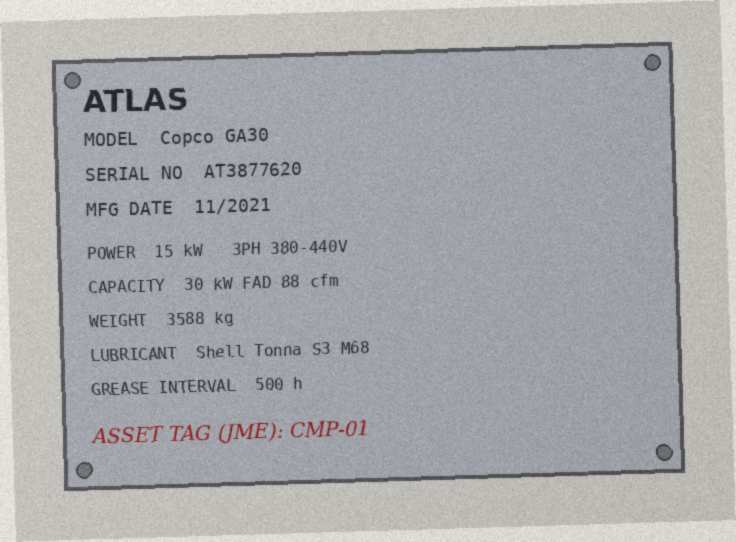 ATLAS
MODEL Copco GA30
SERIAL NO AT3877620
MFG DATE 11/2021
POWER 15 kW 3PH 380-440V
CAPACITY 30 kW FAD 88 cfm
WEIGHT 3588 kg
LUBRICANT Shell Tonna S3 M68
GREASE INTERVAL 500 h
ASSET TAG (JME): CMP-01